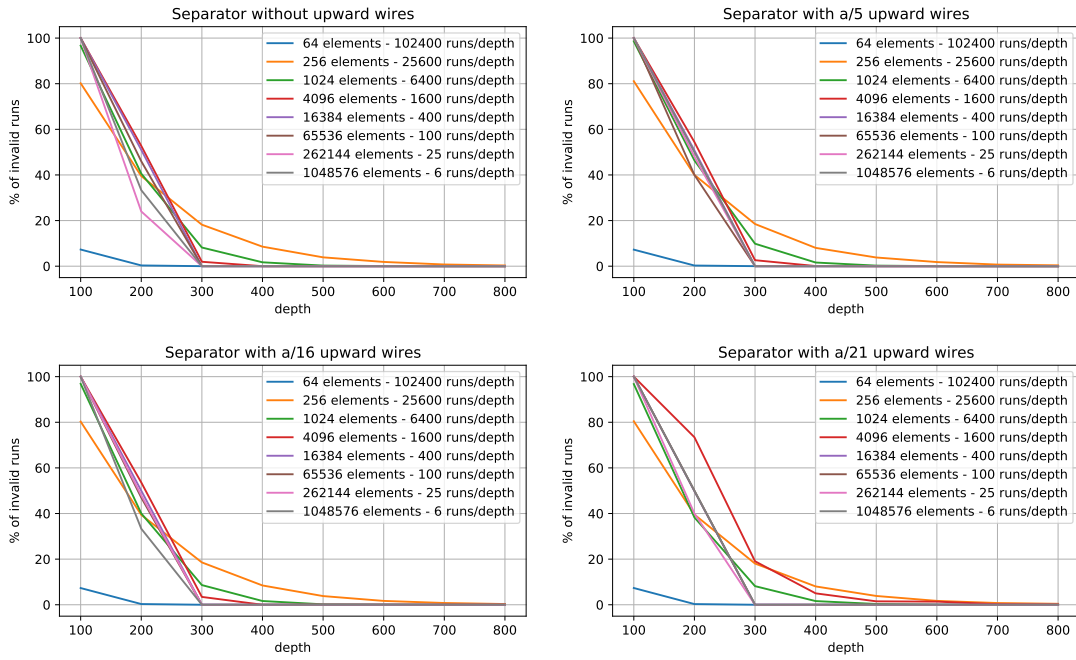 Separator without upward wires
% of invalid runs
100
80
60
40
20
0
64 elements - 102400 runs/depth
256 elements - 25600 runs/depth
1024 elements - 6400 runs/depth
4096 elements - 1600 runs/depth
16384 elements - 400 runs/depth
65536 elements - 100 runs/depth
262144 elements - 25 runs/depth
1048576 elements - 6 runs/depth
100 200 300 400 500 600 700 800
depth
Separator with a/5 upward wires
% of invalid runs
100
80
60
40
20
0
64 elements - 102400 runs/depth
256 elements - 25600 runs/depth
1024 elements - 6400 runs/depth
4096 elements - 1600 runs/depth
16384 elements - 400 runs/depth
65536 elements - 100 runs/depth
262144 elements - 25 runs/depth
1048576 elements - 6 runs/depth
100 200 300 400 500 600 700 800
depth
Separator with a/16 upward wires
% of invalid runs
100
80
60
40
20
0
64 elements - 102400 runs/depth
256 elements - 25600 runs/depth
1024 elements - 6400 runs/depth
4096 elements - 1600 runs/depth
16384 elements - 400 runs/depth
65536 elements - 100 runs/depth
262144 elements - 25 runs/depth
1048576 elements - 6 runs/depth
100 200 300 400 500 600 700 800
depth
Separator with a/21 upward wires
% of invalid runs
100
80
60
40
20
0
64 elements - 102400 runs/depth
256 elements - 25600 runs/depth
1024 elements - 6400 runs/depth
4096 elements - 1600 runs/depth
16384 elements - 400 runs/depth
65536 elements - 100 runs/depth
262144 elements - 25 runs/depth
1048576 elements - 6 runs/depth
100 200 300 400 500 600 700 800
depth